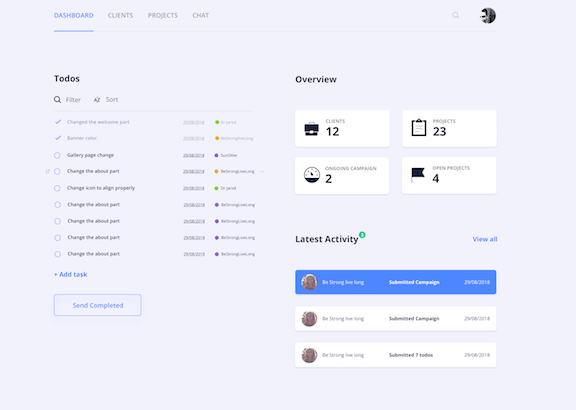 DASHBOARD CLIENTS PROJECTS CHAT
Todos
Filter Sort
Changed the welcome part 29/08/2018 Dr Jared
Banner color 29/08/2018 BeStrongliveLong
Gallery page change 29/08/2018 SunOtter
Change the about part 29/08/2018 BeStrongLiveLong
Change icon to align properly 29/08/2018 Dr Jared
Change the about part 29/08/2018 BeStrongLiveLong
Change the about part 29/08/2018 BeStrongLiveLong
Change the about part 29/08/2018 BeStrongLiveLong
Change the about part 29/08/2018 BeStrongLiveLong
+ Add task
Send Completed
Overview
CLIENTS
12
PROJECTS
23
ONGOING CAMPAIGN
2
OPEN PROJECTS
4
Latest Activity 3
View all
Be Strong live long Submitted Campaign 29/08/2018
Be Strong live long Submitted Campaign 29/08/2018
Be Strong live long Submitted 7 todos 29/08/2018